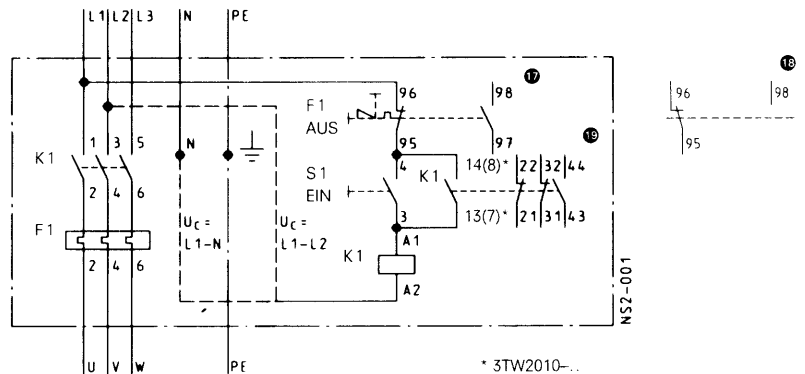 L1 L2 L3 N PE
17 18
96 98 96 98
F1
AUS
97 95
95
1 3 5 N 19
4 14(8)* 22 32 44
K1 S1 K1
EIN
2 4 6
3 13(7)* 21 31 43
F1 UC= UC=
L1-N L1-L2
A1
K1
2 4 6
A2
NS2-001
U V W PE
* 3TW2010-..